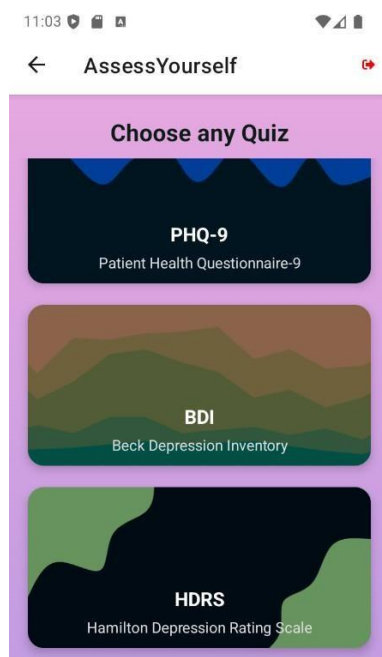 11:03
AssessYourself
Choose any Quiz
PHQ-9
Patient Health Questionnaire-9
BDI
Beck Depression Inventory
HDRS
Hamilton Depression Rating Scale